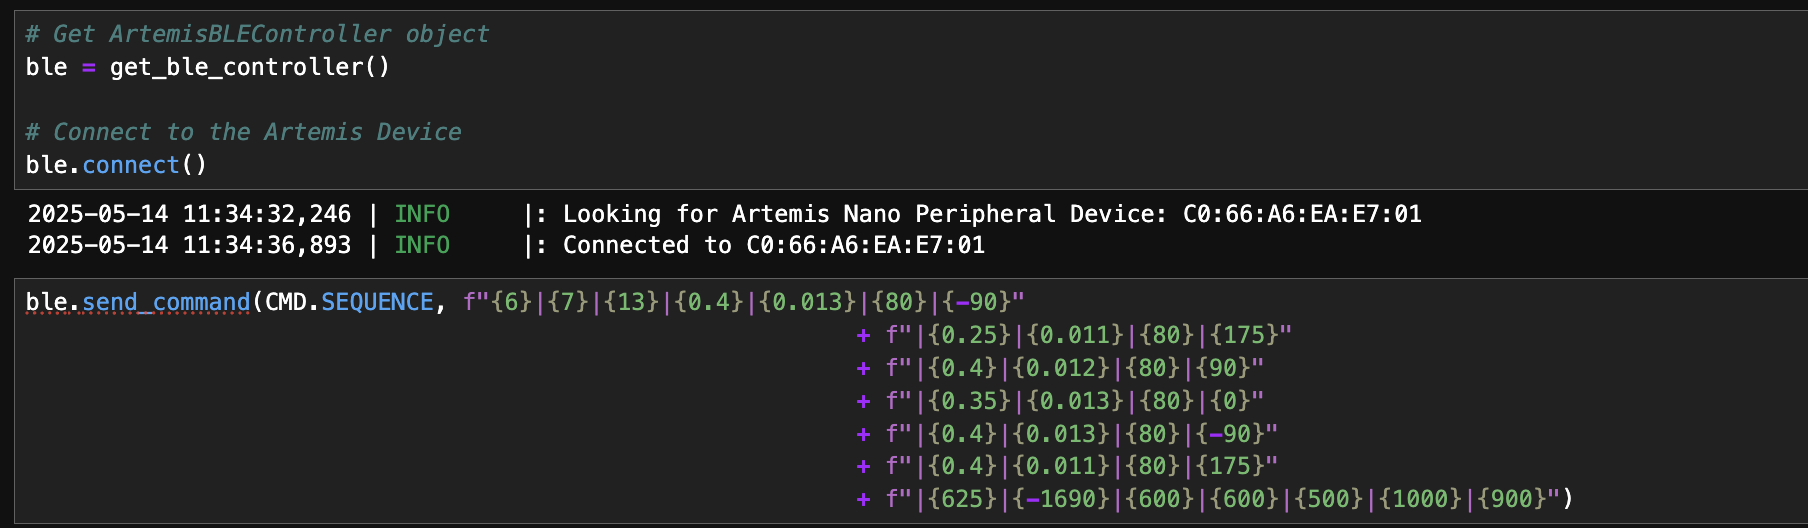 # Get ArtemisBLEController object
ble = get_ble_controller()
# Connect to the Artemis Device
ble.connect()
2025-05-14 11:34:32,246 | INFO     |: Looking for Artemis Nano Peripheral Device: C0:66:A6:EA:E7:01
2025-05-14 11:34:36,893 | INFO     |: Connected to C0:66:A6:EA:E7:01
ble.send_command(CMD.SEQUENCE, f"{6}|{7}|{13}|{0.4}|{0.013}|{80}|{-90}"
+ f"|{0.25}|{0.011}|{80}|{175}"
+ f"|{0.4}|{0.012}|{80}|{90}"
+ f"|{0.35}|{0.013}|{80}|{0}"
+ f"|{0.4}|{0.013}|{80}|{-90}"
+ f"|{0.4}|{0.011}|{80}|{175}"
+ f"|{625}|{-1690}|{600}|{600}|{500}|{1000}|{900}")